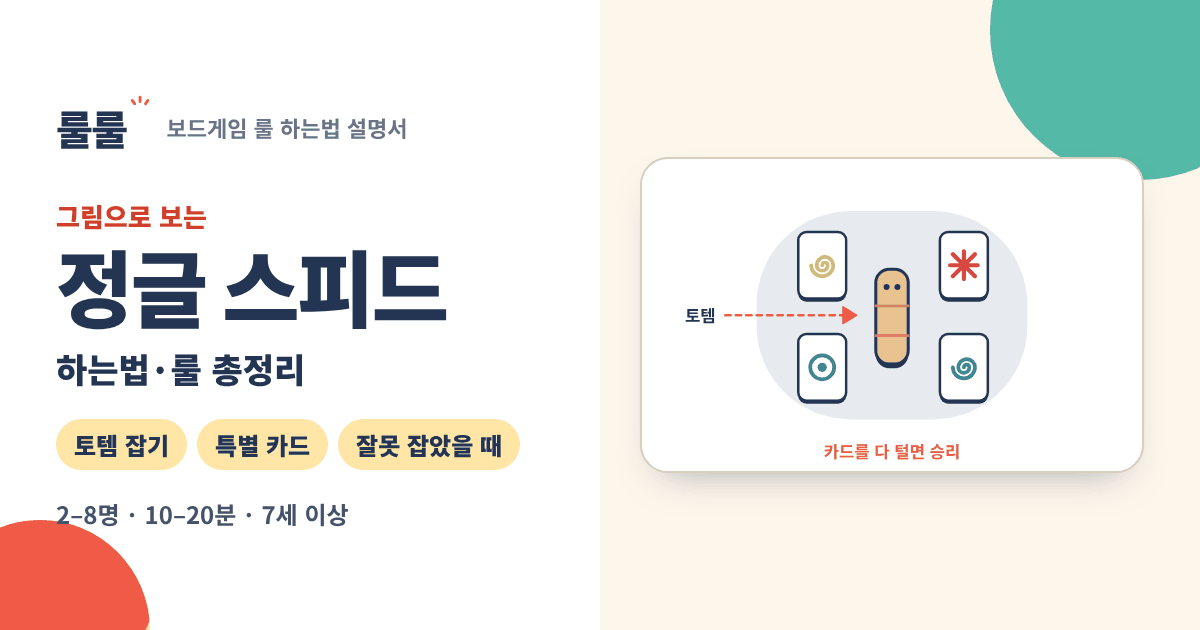 룰룰
보드게임 룰 하는법 설명서
그림으로 보는
정글 스피드
하는법·룰 총정리
토템 잡기
특별 카드
잘못 잡았을 때
2–8명 · 10–20분 · 7세 이상
토템
카드를 다 털면 승리